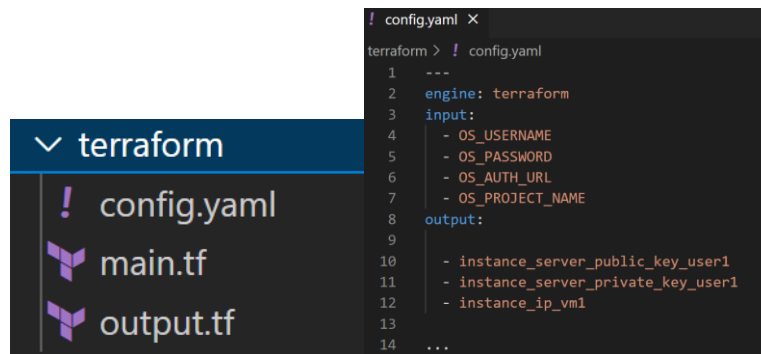 terraform
config.yaml
main.tf
output.tf
config.yaml ×
terraform > config.yaml
1 ---
2 engine: terraform
3 input:
4 - OS_USERNAME
5 - OS_PASSWORD
6 - OS_AUTH_URL
7 - OS_PROJECT_NAME
8 output:
9
10 - instance_server_public_key_user1
11 - instance_server_private_key_user1
12 - instance_ip_vm1
13
14 ...